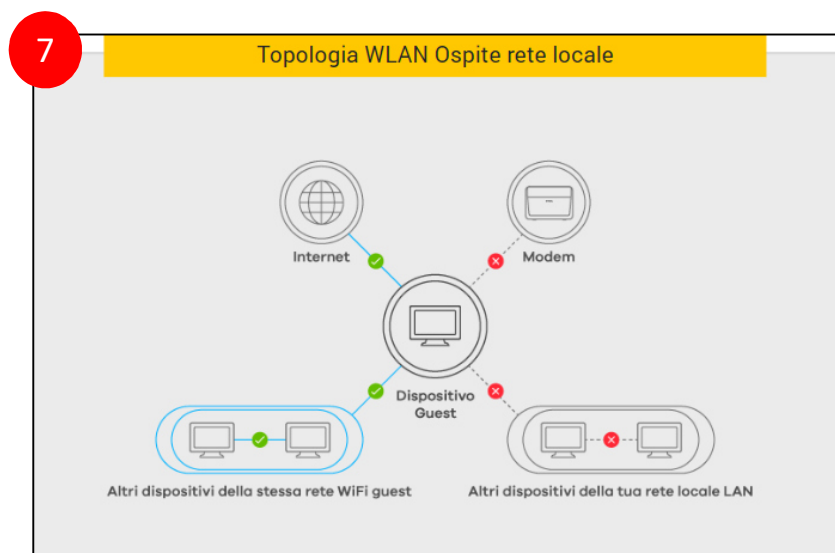 7
Topologia WLAN Ospite rete locale
Internet
Modem
Dispositivo
Guest
Altri dispositivi della stessa rete WiFi guest
Altri dispositivi della tua rete locale LAN